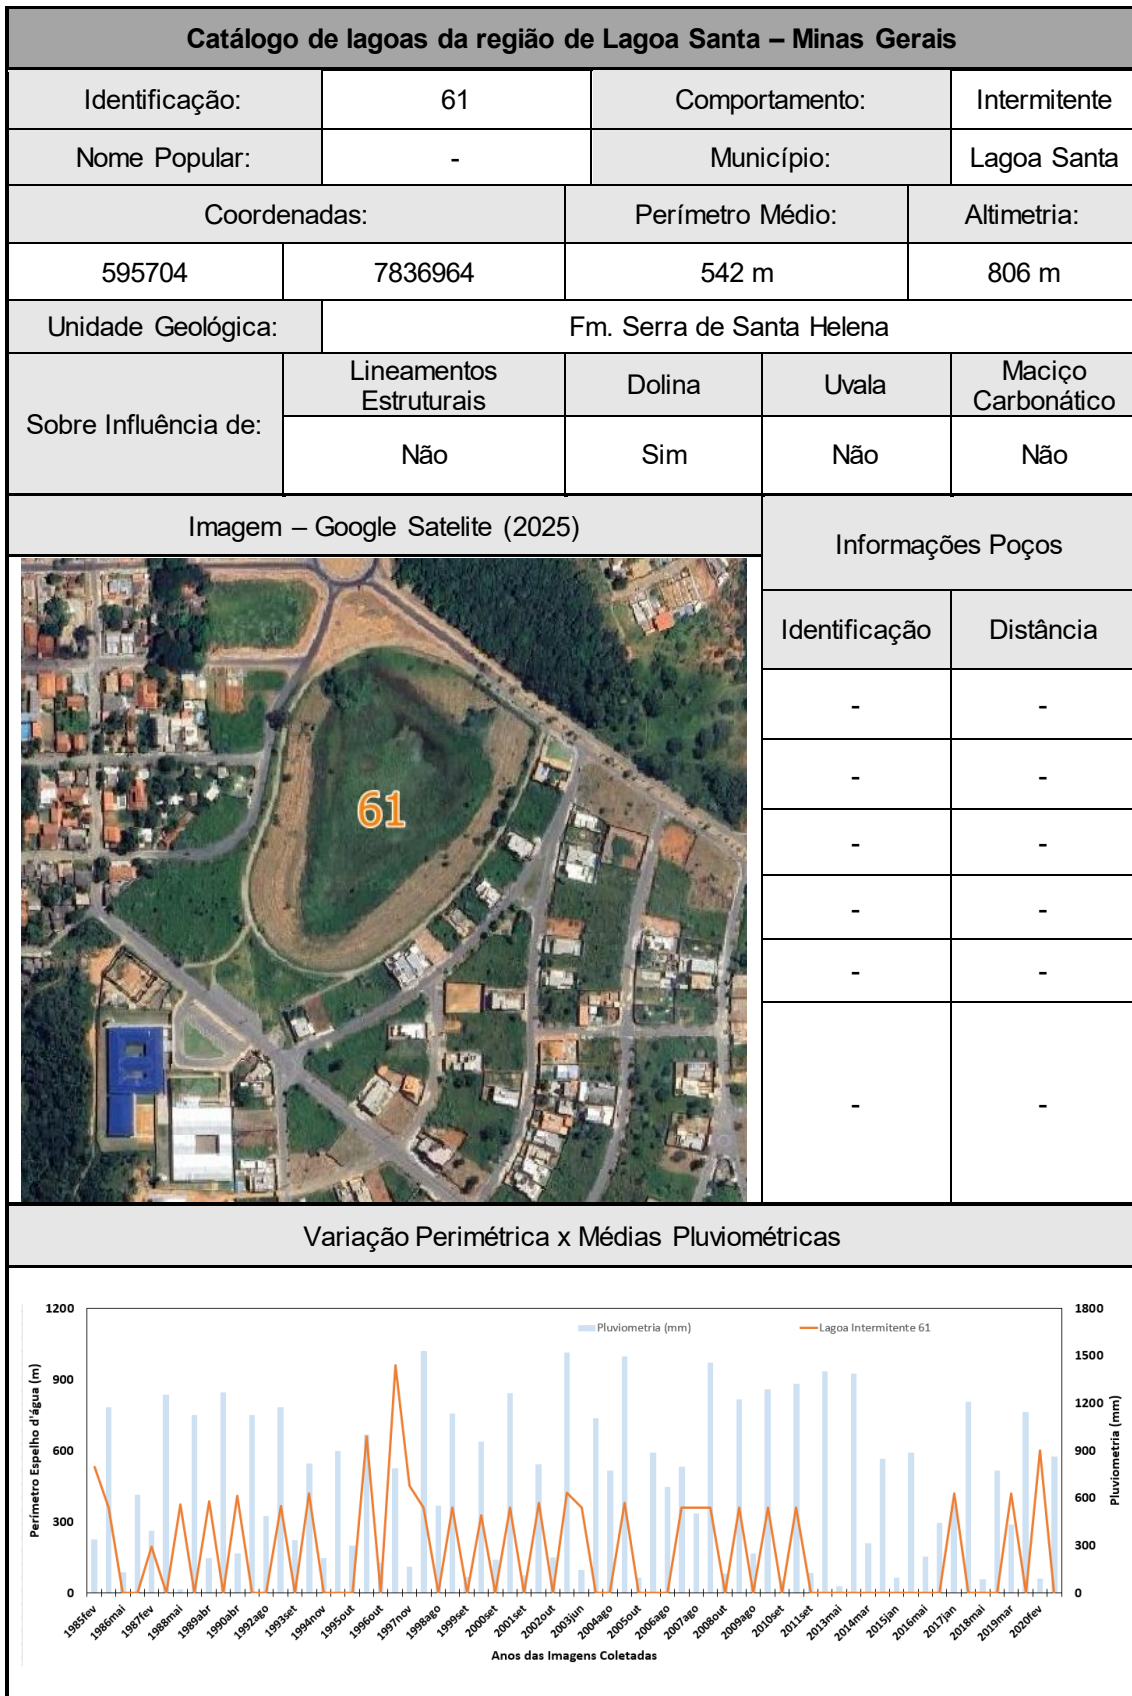 Catálogo de lagoas da região de Lagoa Santa – Minas Gerais
Identificação: 61 Comportamento: Intermitente
Nome Popular: - Município: Lagoa Santa
Coordenadas: Perímetro Médio: Altimetria:
595704 7836964 542 m 806 m
Unidade Geológica: Fm. Serra de Santa Helena
Sobre Influência de:
Lineamentos
Estruturais
Dolina
Uvala
Maciço
Carbonático
Não Sim Não Não
Imagem – Google Satelite (2025)
61
Informações Poços
Identificação Distância
- -
- -
- -
- -
- -
- -
Variação Perimétrica x Médias Pluviométricas
Pluviometria (mm) Lagoa Intermitente 61
Perímetro Espelho d'água (m)
1200
900
600
300
0
1800
1500
1200
900
600
300
0
Pluviometria (mm)
1985fev 1986mai 1987fev 1988mai 1989abr 1990abr 1992ago 1993set 1994nov 1995out 1996out 1997nov 1998ago 1999set 2000set 2001set 2002out 2003jun 2004ago 2005out 2006ago 2007ago 2008out 2009ago 2010set 2011set 2013mai 2014mar 2015jan 2016mai 2017jan 2018mai 2019mar 2020fev
Anos das Imagens Coletadas